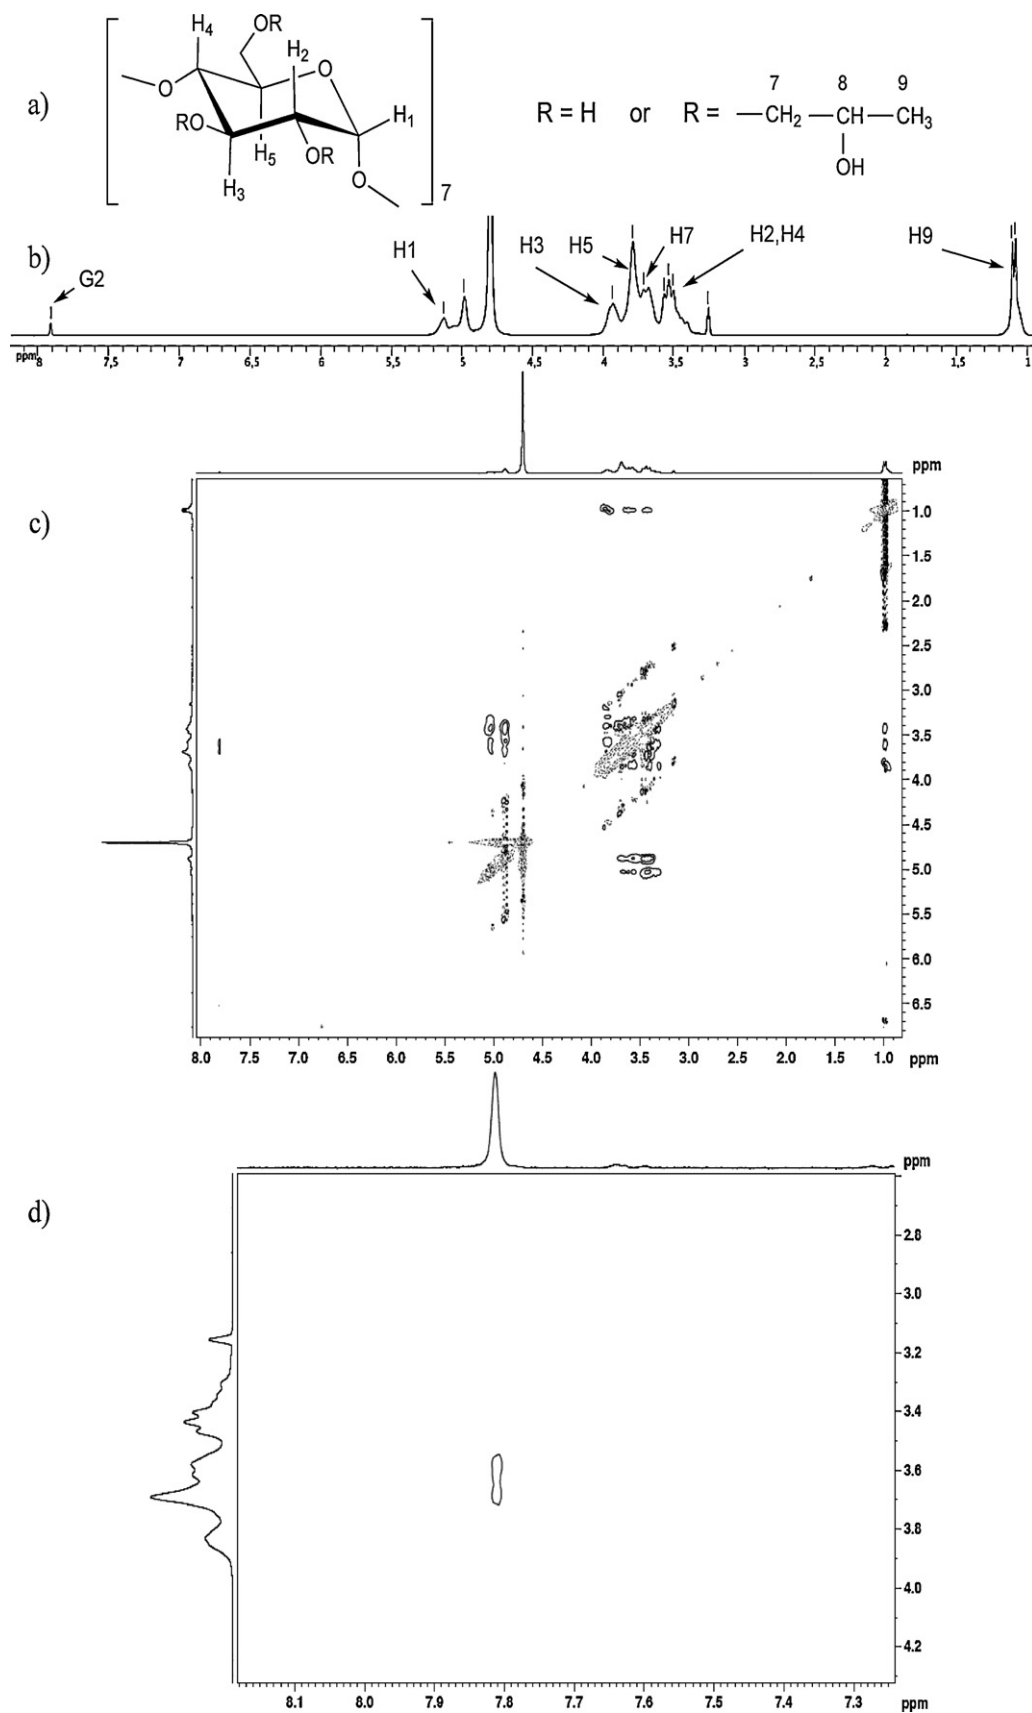 a)
H4
OR
H2
O
O
RO
H1
OR
H5
H3
O
7
R = H or R = —CH2—CH—CH3
7 8 9
OH
b)
G2
H1
H3
H5
H7
H2,H4
H9
ppm 8 7,5 7 6,5 6 5,5 5 4,5 4 3,5 3 2,5 2 1,5 1
c)
ppm
1.0
1.5
2.0
2.5
3.0
3.5
4.0
4.5
5.0
5.5
6.0
6.5
8.0 7.0 6.5 6.0 5.5 5.0 4.5 4.0 3.5 3.0 2.5 2.0 1.0 ppm
d)
ppm
2.8
3.0
3.2
3.4
3.6
3.8
4.0
4.2
8.1 8.0 7.9 7.8 7.7 7.6 7.5 7.4 7.3 ppm